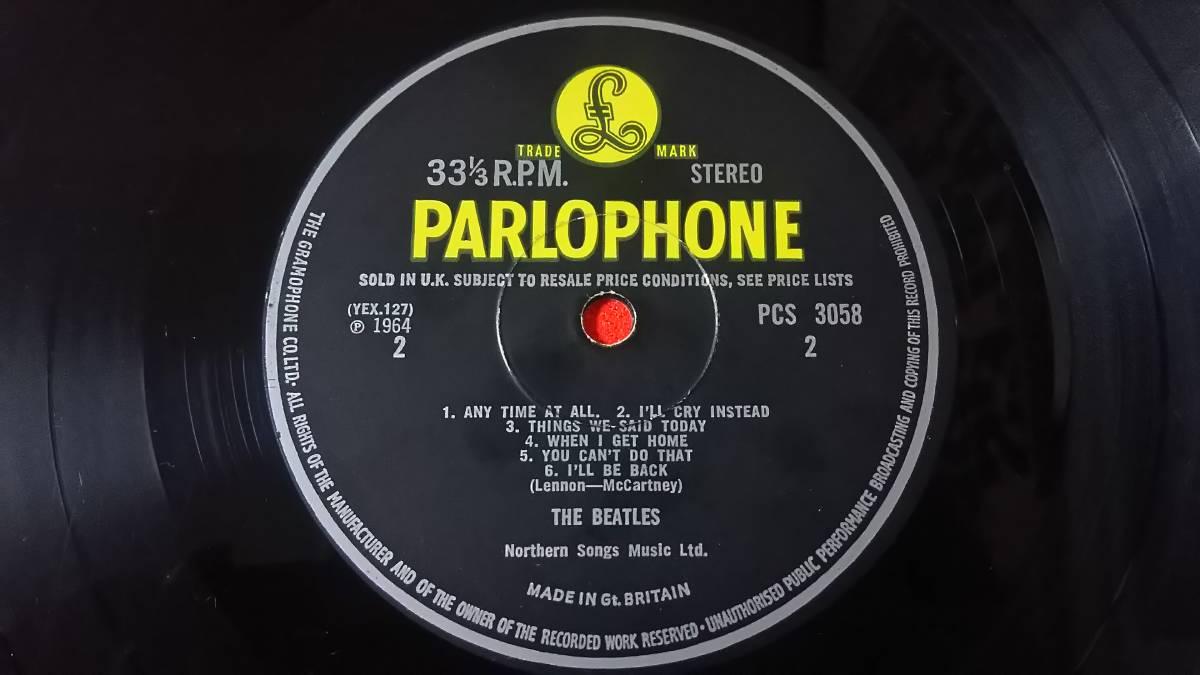 £
TRADE MARK
33⅓ R.P.M. STEREO
PARLOPHONE
SOLD IN U.K. SUBJECT TO RESALE PRICE CONDITIONS, SEE PRICE LISTS
(YEX.127) PCS 3058
℗ 1964
2 2
1. ANY TIME AT ALL. 2. I'LL CRY INSTEAD
3. THINGS WE SAID TODAY
4. WHEN I GET HOME
5. YOU CAN'T DO THAT
6. I'LL BE BACK
(Lennon—McCartney)
THE BEATLES
Northern Songs Music Ltd.
MADE IN Gt. BRITAIN
THE GRAMOPHONE CO. LTD. · ALL RIGHTS OF THE MANUFACTURER AND OF THE OWNER OF THE RECORDED WORK RESERVED · UNAUTHORISED PUBLIC PERFORMANCE BROADCASTING AND COPYING OF THIS RECORD PROHIBITED